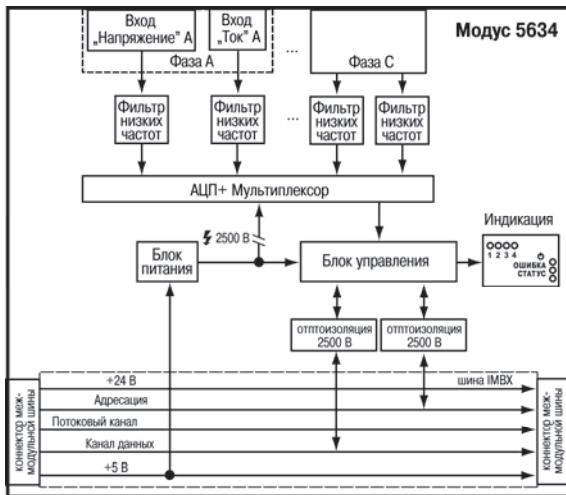 Модус 5634
Вход
„Напряжение“ А
Вход
„Ток“ А
...
Фаза А
Фаза С
Фильтр
низких
частот
Фильтр
низких
частот
...
Фильтр
низких
частот
Фильтр
низких
частот
АЦП+ Мультиплексор
2500 В
Блок
питания
Блок управления
Индикация
1 2 3 4
ОШИБКА
СТАТУС
отптоизоляция
2500 В
отптоизоляция
2500 В
коннектор меж-
модульной шины
+24 В
шина IMBX
Адресация
Потоковый канал
Канал данных
+5 В
коннектор меж-
модульной шины